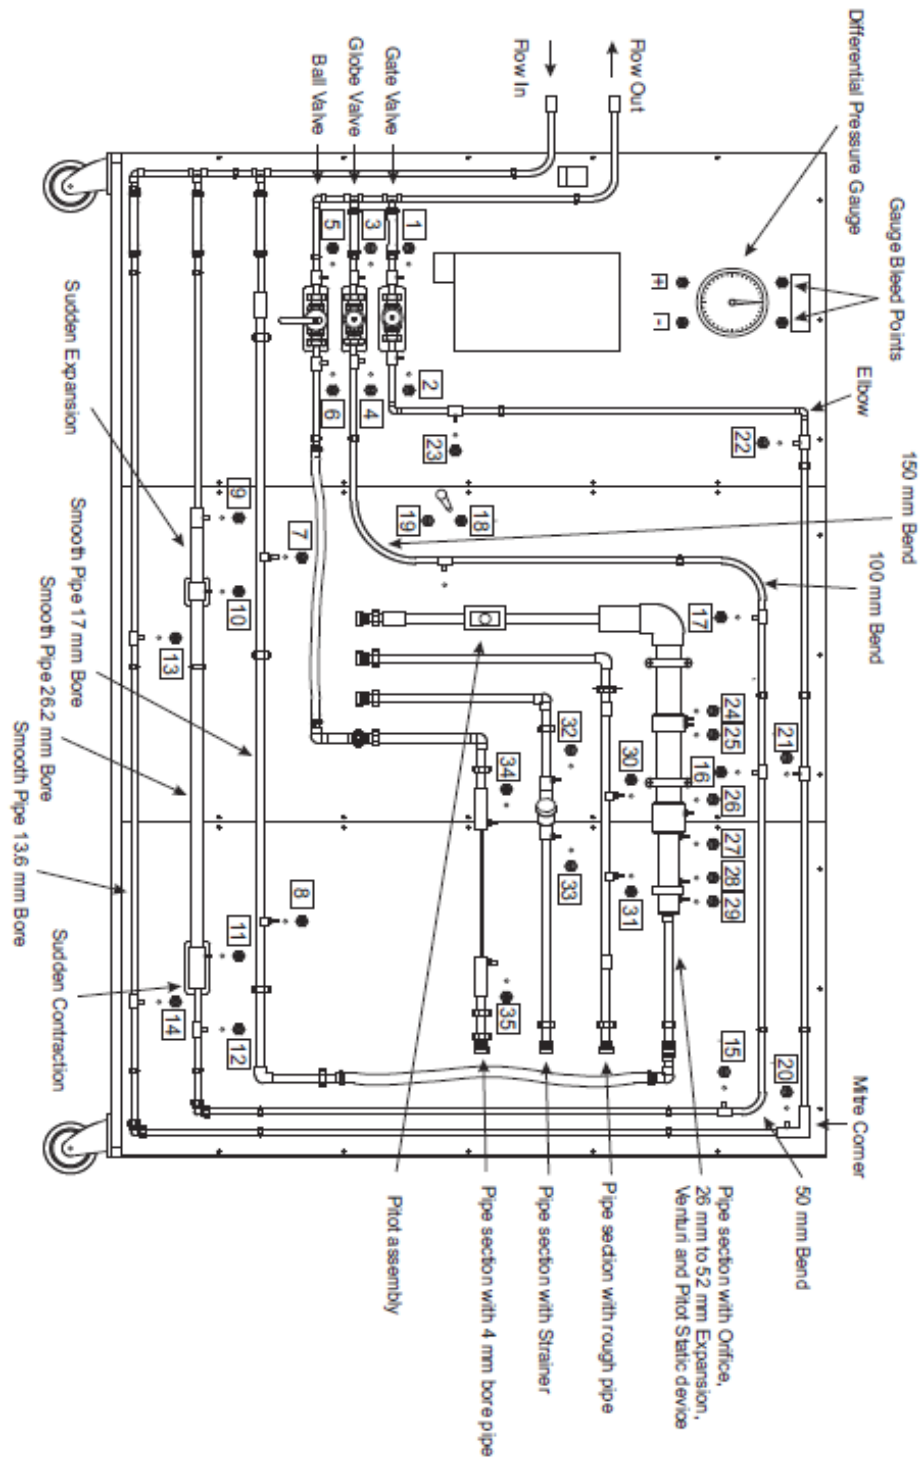 Differential Pressure Gauge
Gauge Bleed Points
Elbow
150 mm Bend
100 mm Bend
Flow Out
Flow In
Gate Valve
Globe Valve
Ball Valve
+
-
1
2
3
4
5
6
7
8
9
10
11
12
13
14
15
16
17
18
19
20
21
22
23
24
25
26
27
28
29
30
31
32
33
34
35
Sudden Expansion
Smooth Pipe 17 mm Bore
Smooth Pipe 26.2 mm Bore
Smooth Pipe 13.6 mm Bore
Sudden Contraction
Pitot assembly
Pipe section with 4 mm bore pipe
Pipe section with Strainer
Pipe section with rough pipe
Pipe section with Orifice,
26 mm to 52 mm Expansion,
Venturi and Pitot Static device
50 mm Bend
Mitre Corner